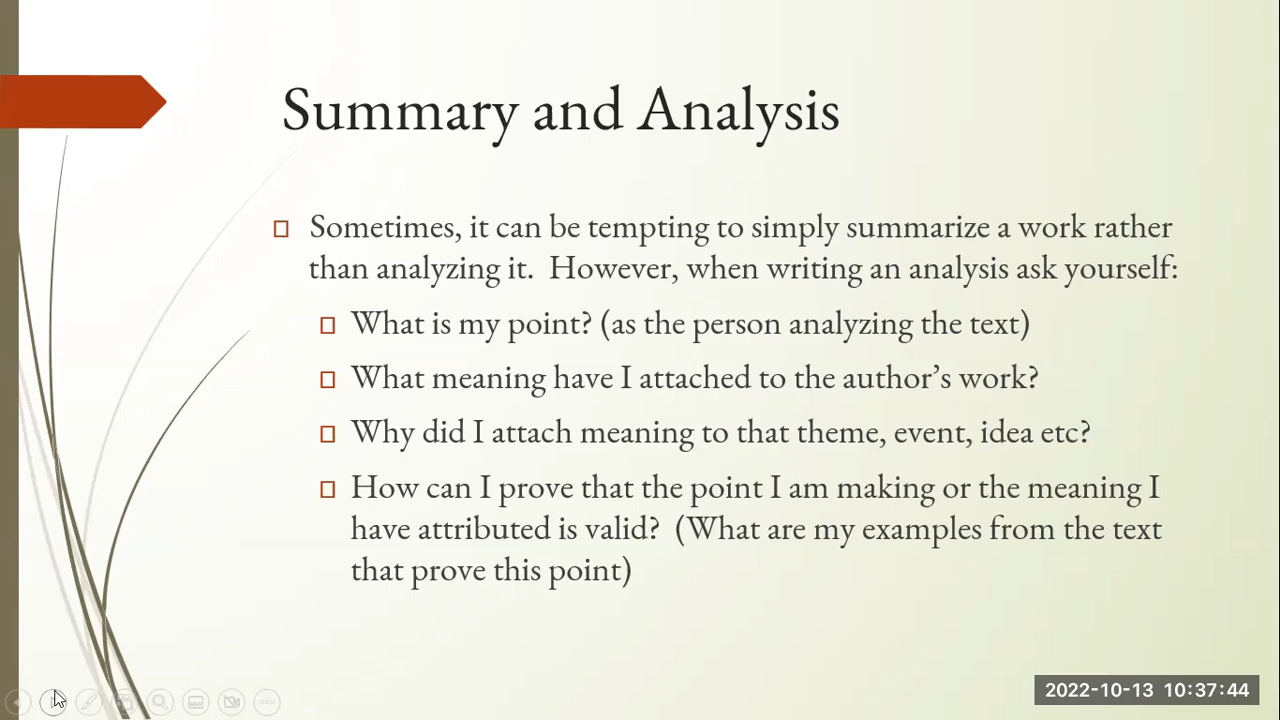 Summary and Analysis
Sometimes, it can be tempting to simply summarize a work rather
than analyzing it.  However, when writing an analysis ask yourself:
What is my point? (as the person analyzing the text)
What meaning have I attached to the author’s work?
Why did I attach meaning to that theme, event, idea etc?
How can I prove that the point I am making or the meaning I
have attributed is valid?  (What are my examples from the text
that prove this point)
2022-10-13 10:37:44